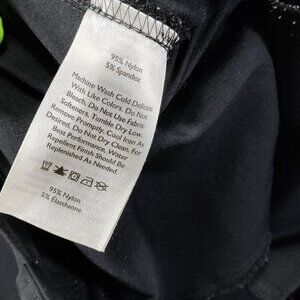 95% Nylon
5% Spandex
Machine Wash Cold Delicate
With Like Colors. Do Not
Bleach. Do Not Use Fabric
Softeners, Tumble Dry Low
Remove Promptly. Cool Iron As
Desired. Do Not Dry Clean. For
Best Performance, Water
Repellent Finish Should Be
Replenished As Needed.
95% Nylon
5% Elasthanne